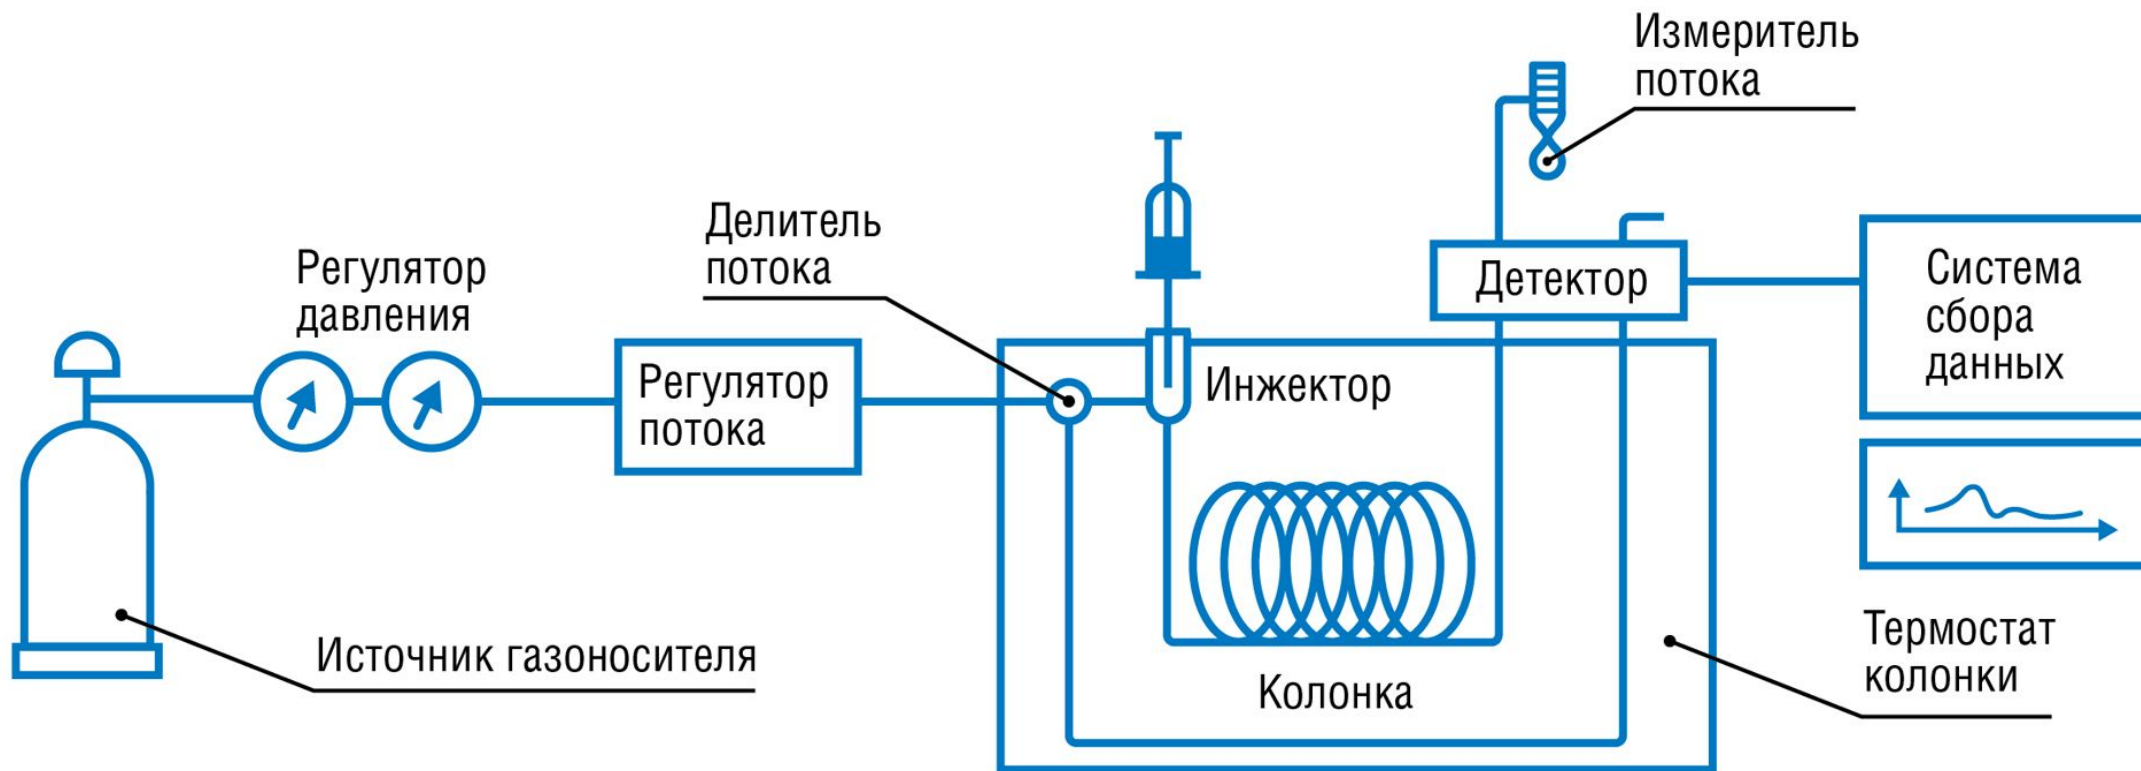 Измеритель
потока
Делитель
потока
Регулятор
давления
Детектор
Система
сбора
данных
Регулятор
потока
Инжектор
Источник газоносителя
Колонка
Термостат
колонки